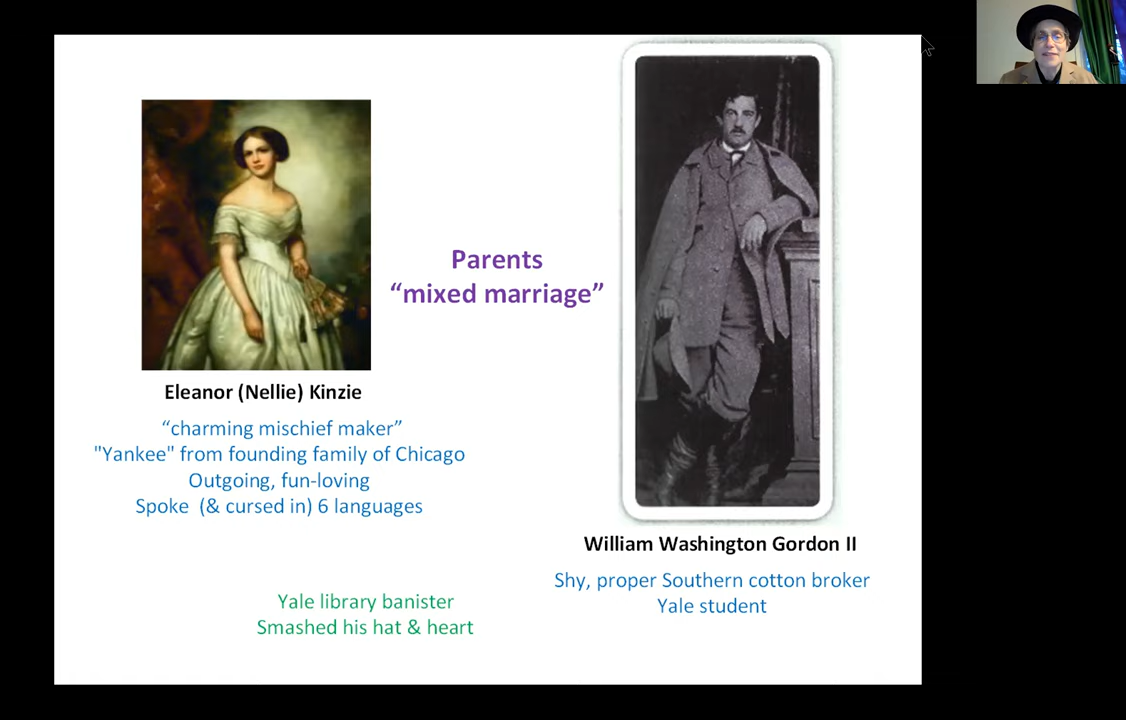 Parents
“mixed marriage”
Eleanor (Nellie) Kinzie
“charming mischief maker”
"Yankee" from founding family of Chicago
Outgoing, fun-loving
Spoke (& cursed in) 6 languages
William Washington Gordon II
Shy, proper Southern cotton broker
Yale student
Yale library banister
Smashed his hat & heart